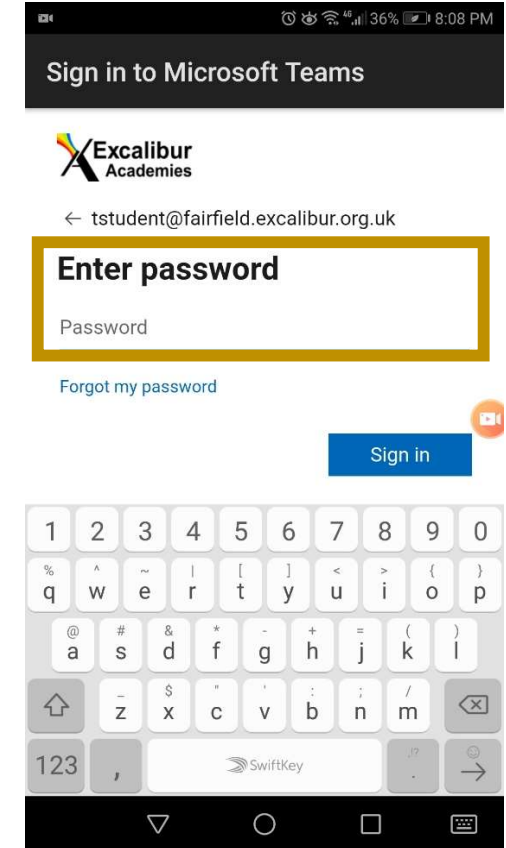 46 36% 8:08 PM
Sign in to Microsoft Teams
Excalibur
Academies
← tstudent@fairfield.excalibur.org.uk
Enter password
Password
Forgot my password
Sign in
1 2 3 4 5 6 7 8 9 0
% ^ ~ | [ ] < > { }
q w e r t y u i o p
@ # & * - + = ( )
a s d f g h j k l
_ $ " ' : ; /
z x c v b n m
123 , SwiftKey .!? .